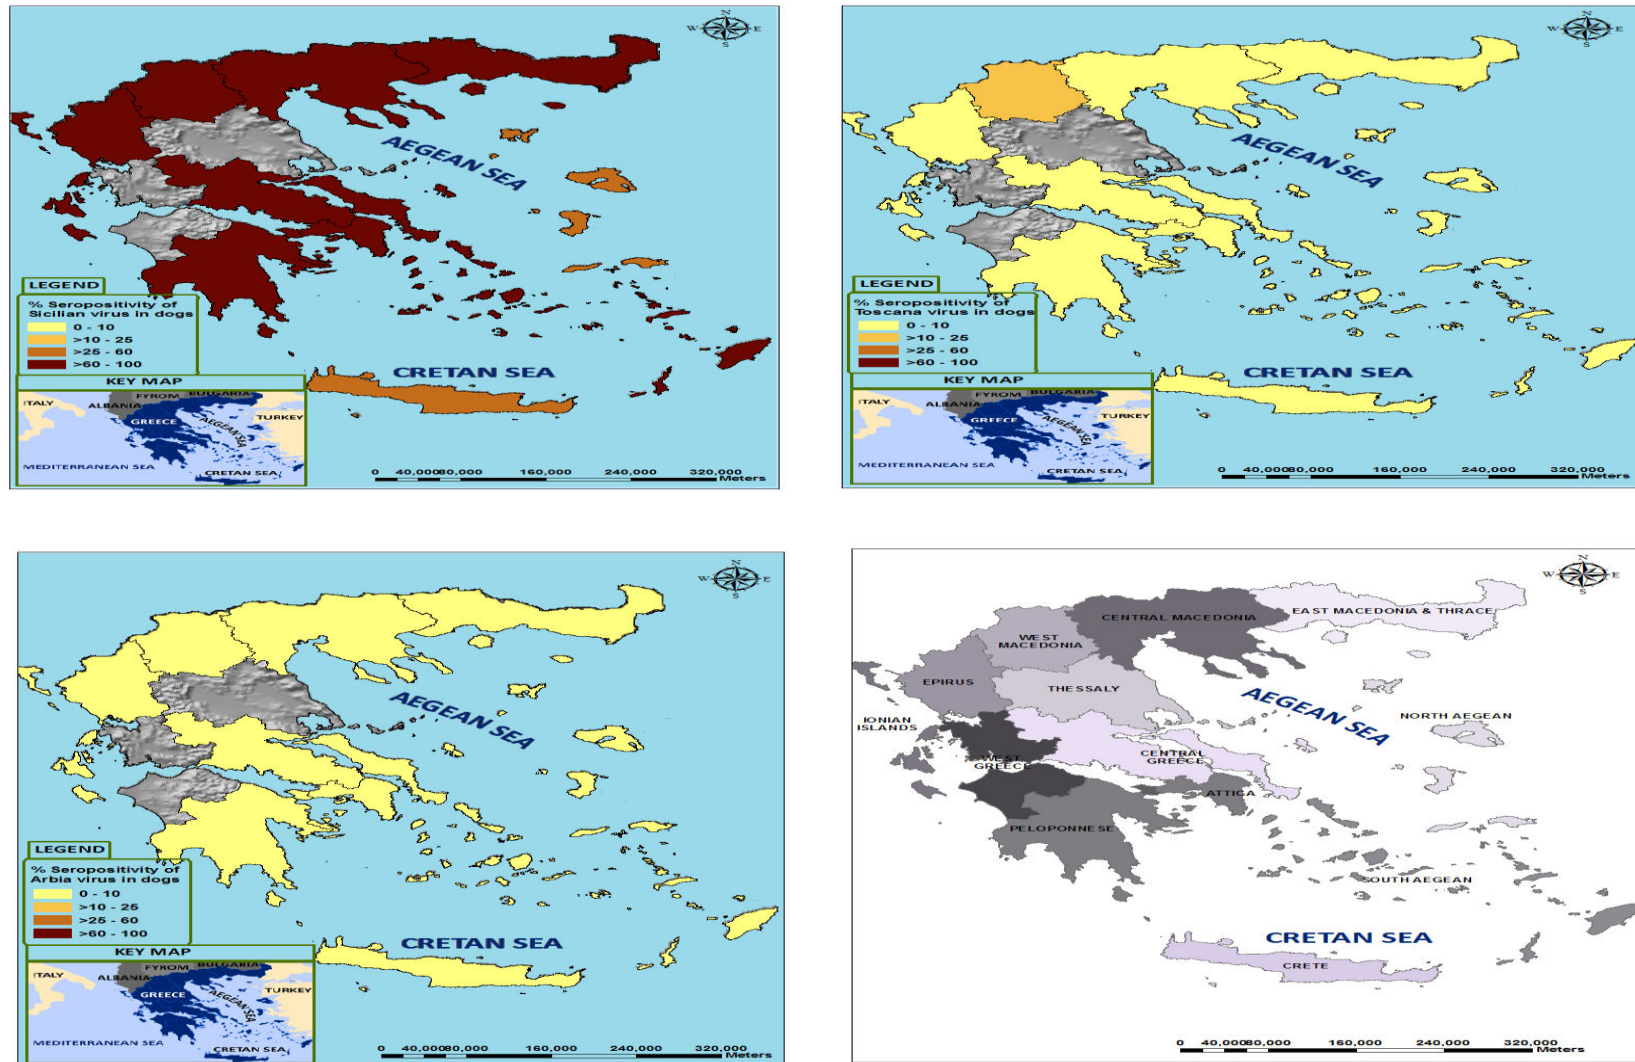 N
W E
S
AEGEAN SEA
LEGEND
% Seropositivity of
Sicilian virus in dogs
0 - 10
>10 - 25
>25 - 60
>60 - 100
CRETAN SEA
KEY MAP
ITALY
ALBANIA
FYROM
BULGARIA
GREECE
AEGEAN SEA
TURKEY
MEDITERRANEAN SEA
CRETAN SEA
0 40,00080,000 160,000 240,000 320,000
Meters
N
W E
S
AEGEAN SEA
LEGEND
% Seropositivity of
Toscana virus in dogs
0 - 10
>10 - 25
>25 - 60
>60 - 100
CRETAN SEA
KEY MAP
ITALY
ALBANIA
FYROM
BULGARIA
GREECE
AEGEAN SEA
TURKEY
MEDITERRANEAN SEA
CRETAN SEA
0 40,00080,000 160,000 240,000 320,000
Meters
N
W E
S
AEGEAN SEA
LEGEND
% Seropositivity of
Arbia virus in dogs
0 - 10
>10 - 25
>25 - 60
>60 - 100
CRETAN SEA
KEY MAP
ITALY
ALBANIA
FYROM
BULGARIA
GREECE
AEGEAN SEA
TURKEY
MEDITERRANEAN SEA
CRETAN SEA
0 40,00080,000 160,000 240,000 320,000
Meters
N
W E
S
EAST MACEDONIA & THRACE
CENTRAL MACEDONIA
WEST
MACEDONIA
EPIRUS
THESSALY
AEGEAN SEA
IONIAN
ISLANDS
NORTH AEGEAN
WEST
GREECE
CENTRAL
GREECE
ATTICA
PELOPONNESE
SOUTH AEGEAN
CRETAN SEA
CRETE
0 40,00080,000 160,000 240,000 320,000
Meters